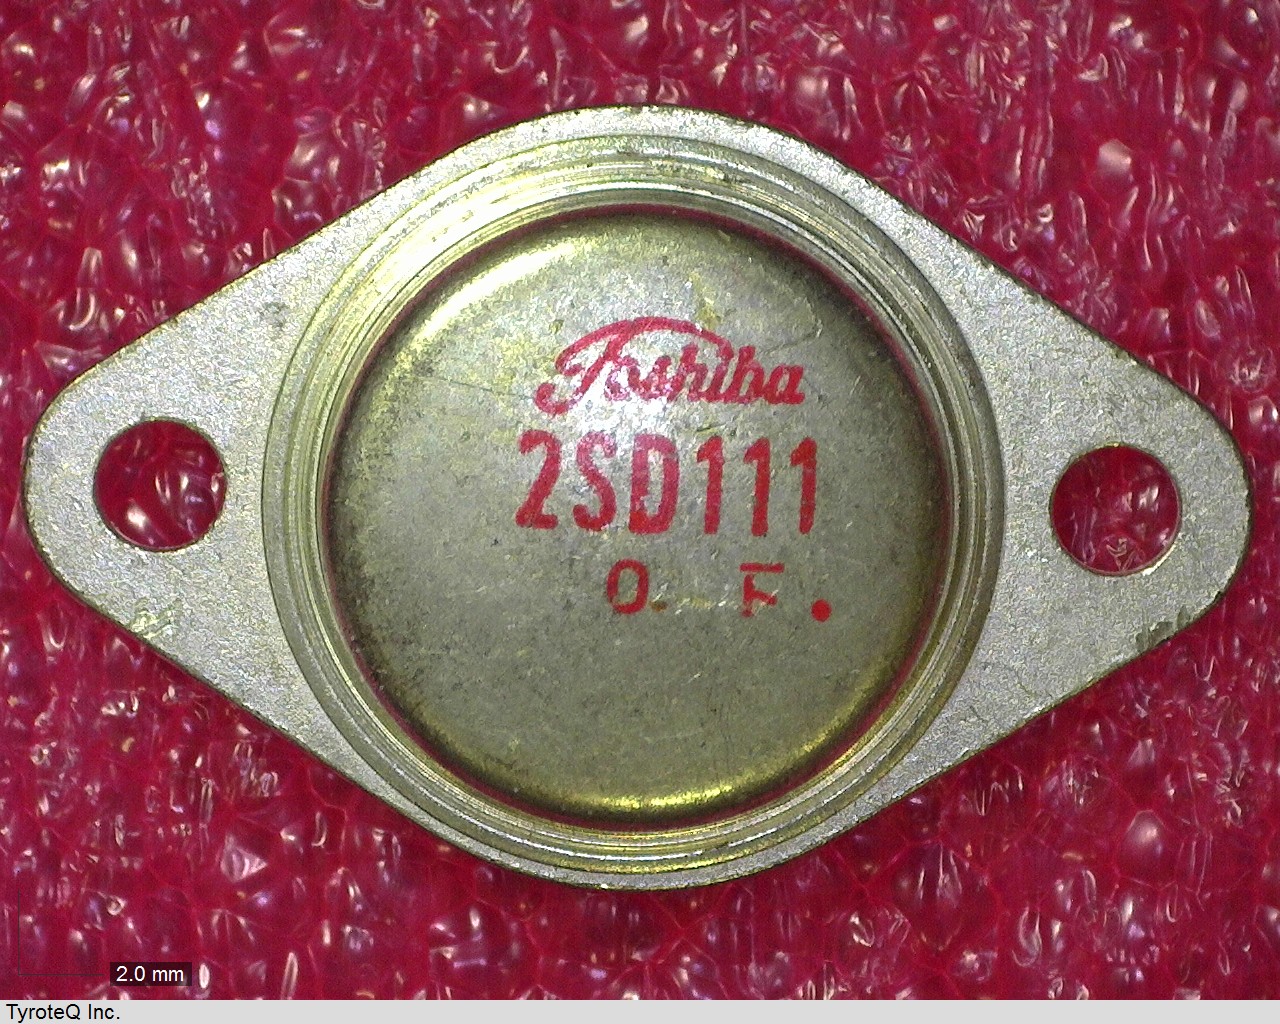 Toshiba
2SD111
O F.
2.0 mm
TyroteQ Inc.